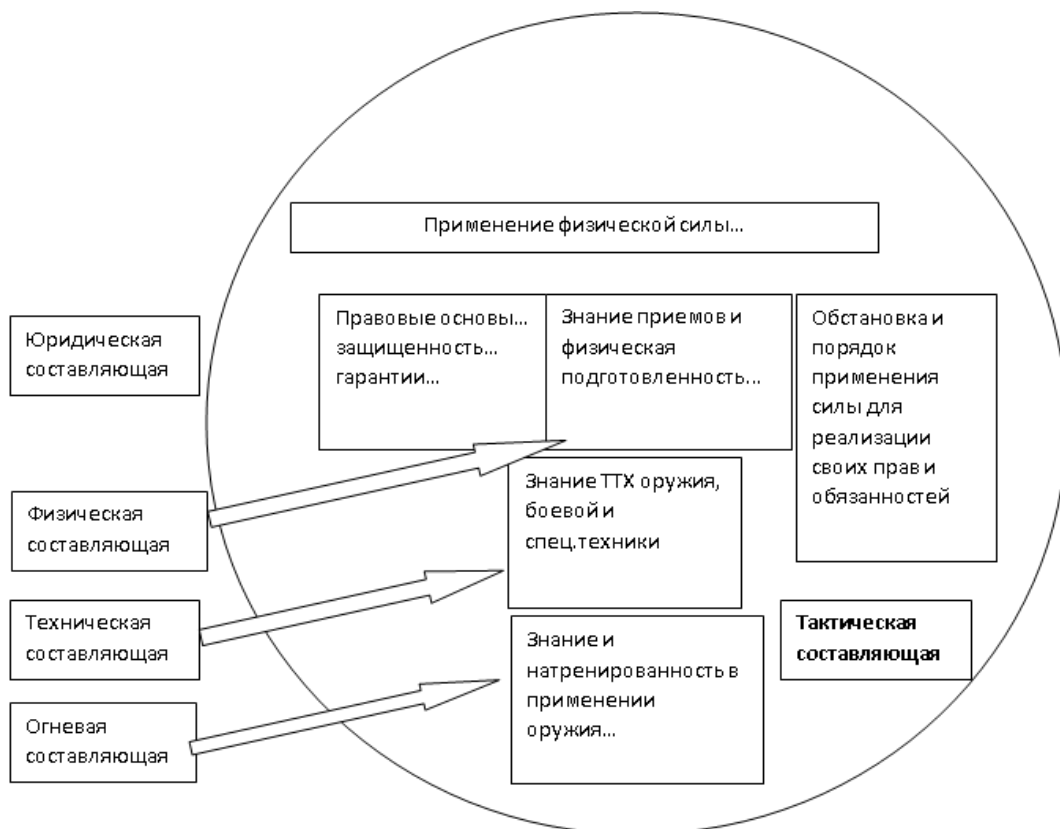 Применение физической силы...
Юридическая
составляющая
Правовые основы...
защищенность...
гарантии...
Знание приемов и
физическая
подготовленность...
Обстановка и
порядок
применения
силы для
реализации
своих прав и
обязанностей
Физическая
составляющая
Знание ТТХ оружия,
боевой и
спец.техники
Техническая
составляющая
Тактическая
составляющая
Знание и
натренированность в
применении
оружия...
Огневая
составляющая